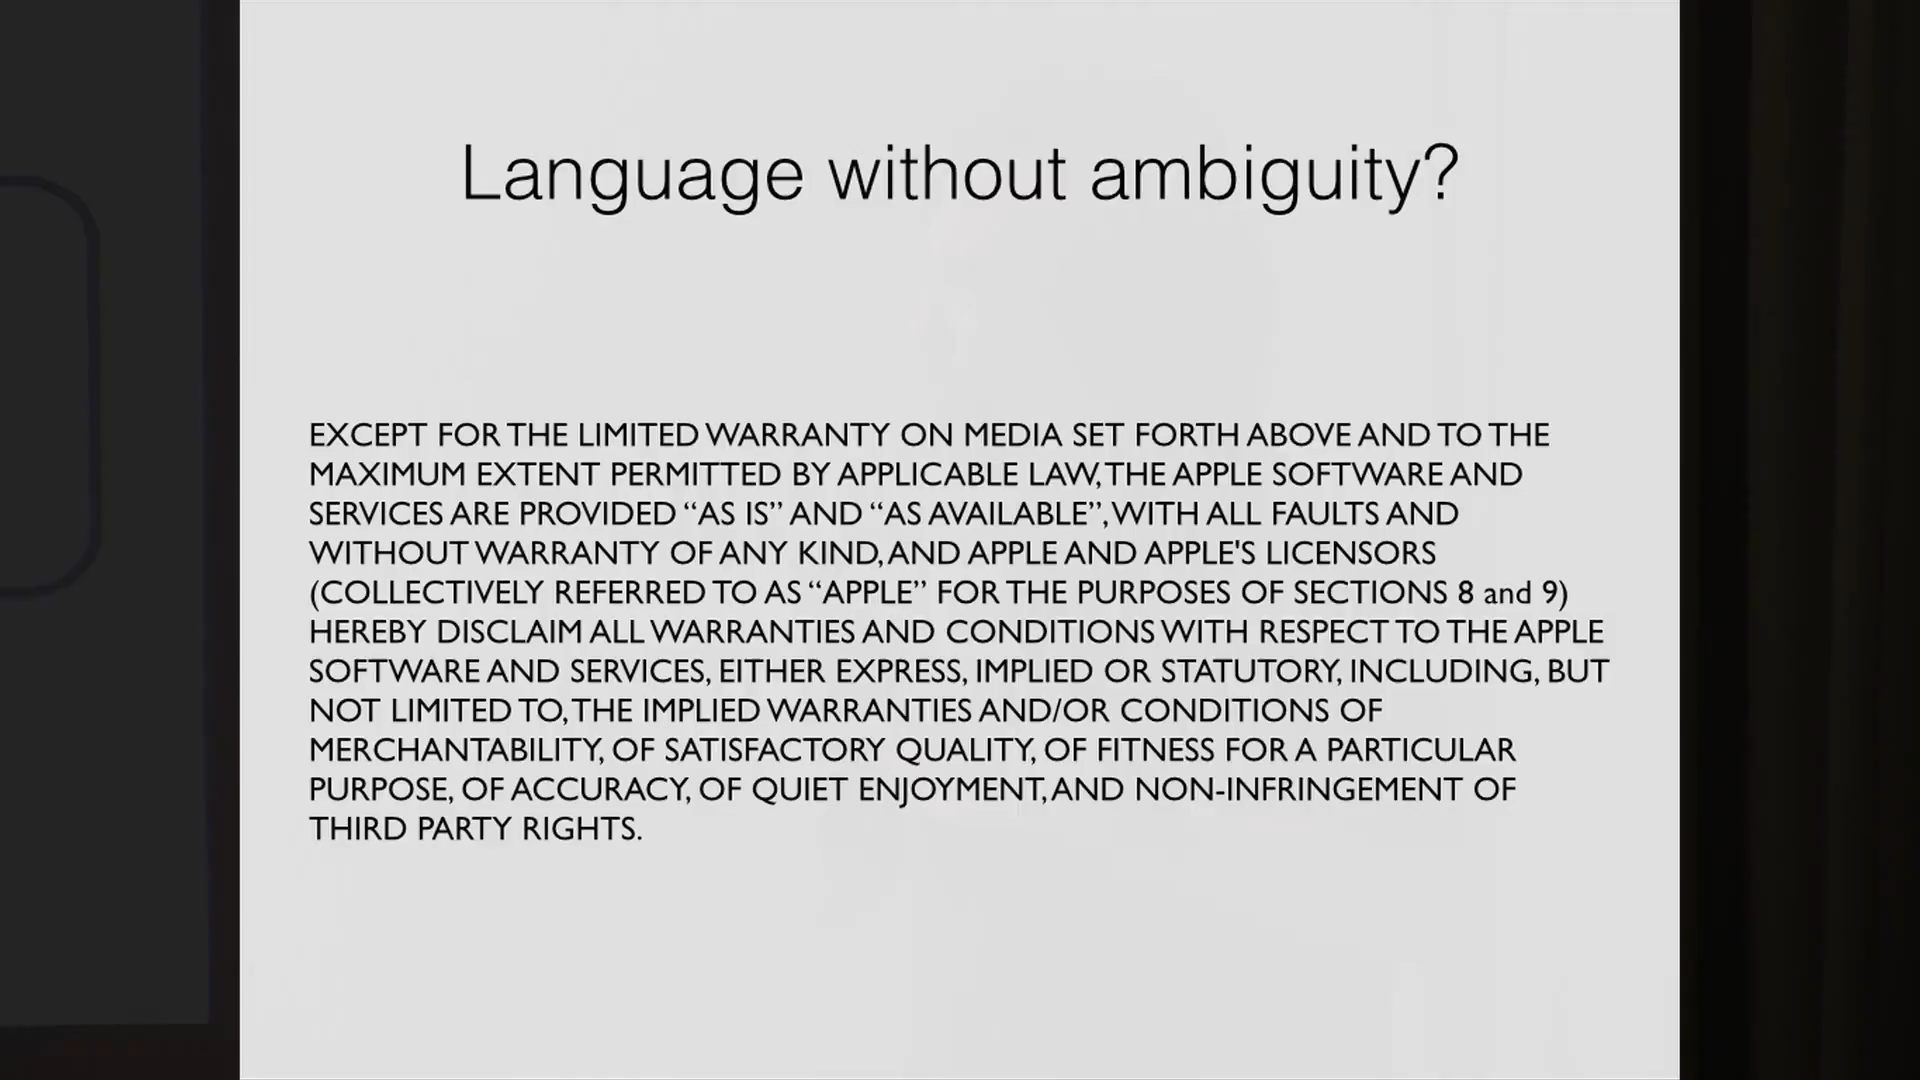 Language without ambiguity?
EXCEPT FOR THE LIMITED WARRANTY ON MEDIA SET FORTH ABOVE AND TO THE
MAXIMUM EXTENT PERMITTED BY APPLICABLE LAW, THE APPLE SOFTWARE AND
SERVICES ARE PROVIDED “AS IS” AND “AS AVAILABLE”, WITH ALL FAULTS AND
WITHOUT WARRANTY OF ANY KIND, AND APPLE AND APPLE'S LICENSORS
(COLLECTIVELY REFERRED TO AS “APPLE” FOR THE PURPOSES OF SECTIONS 8 and 9)
HEREBY DISCLAIM ALL WARRANTIES AND CONDITIONS WITH RESPECT TO THE APPLE
SOFTWARE AND SERVICES, EITHER EXPRESS, IMPLIED OR STATUTORY, INCLUDING, BUT
NOT LIMITED TO, THE IMPLIED WARRANTIES AND/OR CONDITIONS OF
MERCHANTABILITY, OF SATISFACTORY QUALITY, OF FITNESS FOR A PARTICULAR
PURPOSE, OF ACCURACY, OF QUIET ENJOYMENT, AND NON-INFRINGEMENT OF
THIRD PARTY RIGHTS.